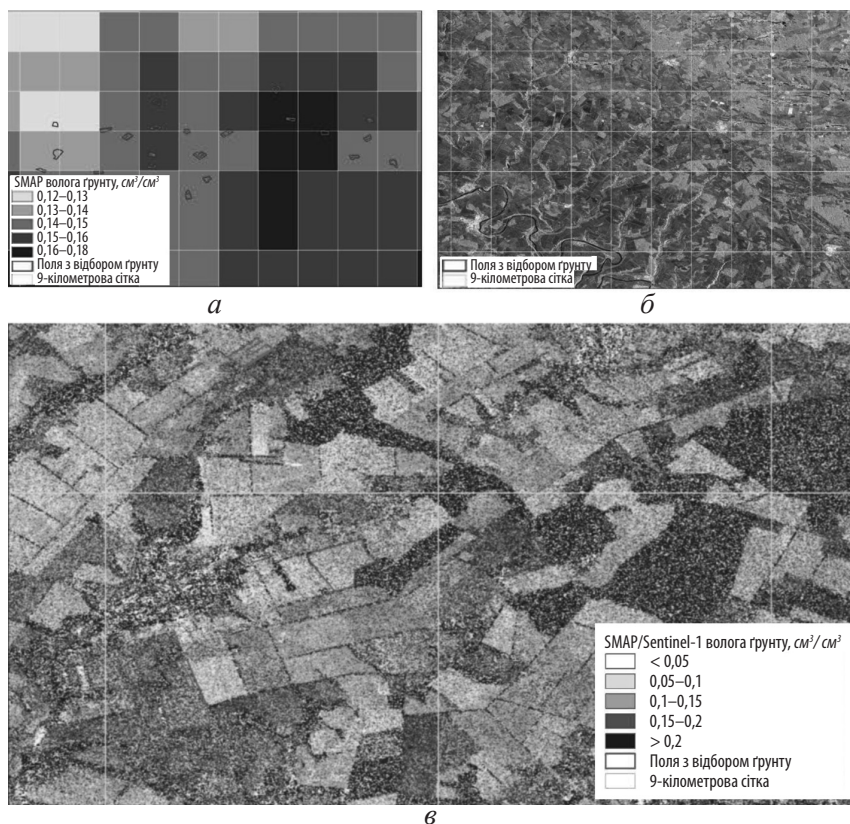 SMAP волога ґрунту, см³/см³
0,12–0,13
0,13–0,14
0,14–0,15
0,15–0,16
0,16–0,18
Поля з відбором ґрунту
9-кілометрова сітка
а
Поля з відбором ґрунту
9-кілометрова сітка
б
SMAP/Sentinel-1 волога ґрунту, см³/см³
< 0,05
0,05–0,1
0,1–0,15
0,15–0,2
> 0,2
Поля з відбором ґрунту
9-кілометрова сітка
в